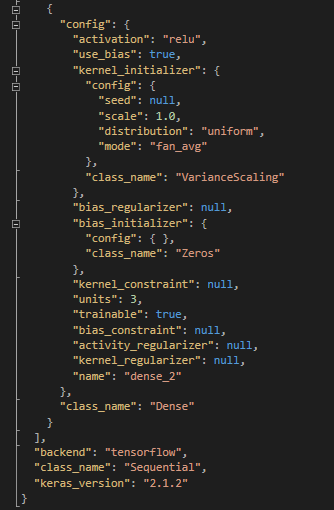 {
"config": {
"activation": "relu",
"use_bias": true,
"kernel_initializer": {
"config": {
"seed": null,
"scale": 1.0,
"distribution": "uniform",
"mode": "fan_avg"
},
"class_name": "VarianceScaling"
},
"bias_regularizer": null,
"bias_initializer": {
"config": { },
"class_name": "Zeros"
},
"kernel_constraint": null,
"units": 3,
"trainable": true,
"bias_constraint": null,
"activity_regularizer": null,
"kernel_regularizer": null,
"name": "dense_2"
},
"class_name": "Dense"
}
],
"backend": "tensorflow",
"class_name": "Sequential",
"keras_version": "2.1.2"
}